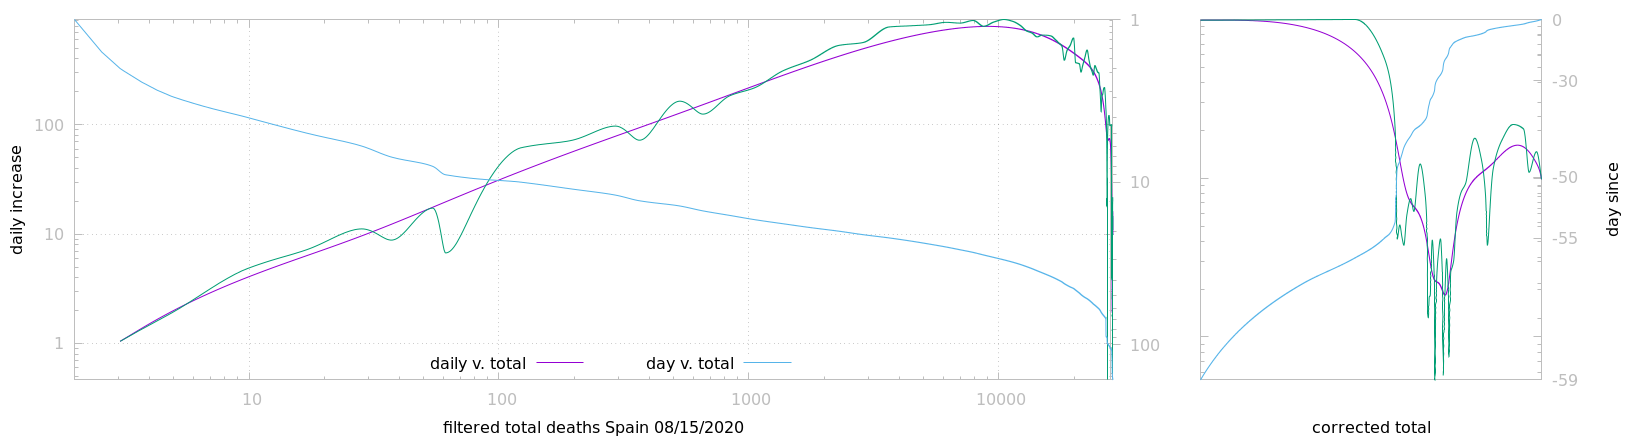 daily increase
100
10
1
10
100
1000
10000
daily v. total
day v. total
filtered total deaths Spain 08/15/2020
1
10
100
0
-30
-50
-55
-59
day since
corrected total